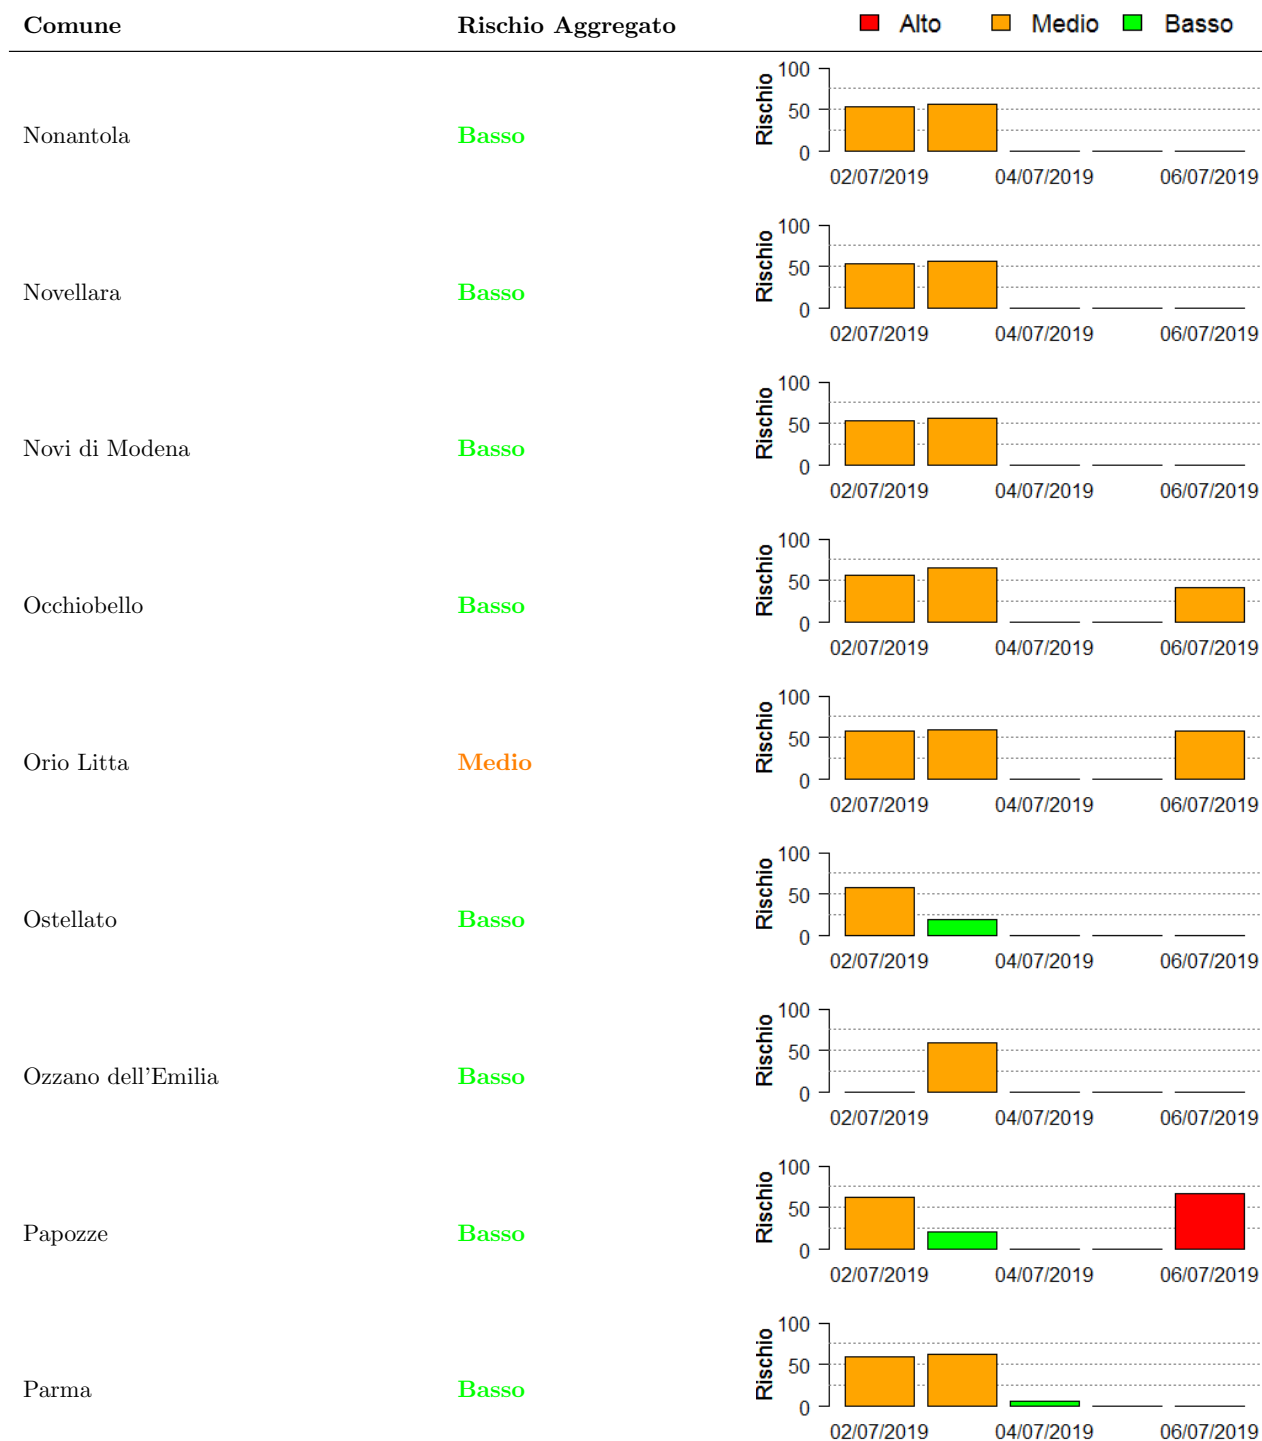 Comune Rischio Aggregato Alto Medio Basso
Nonantola Basso
Rischio
100
50
0
02/07/2019 04/07/2019 06/07/2019
Novellara Basso
Rischio
100
50
0
02/07/2019 04/07/2019 06/07/2019
Novi di Modena Basso
Rischio
100
50
0
02/07/2019 04/07/2019 06/07/2019
Occhiobello Basso
Rischio
100
50
0
02/07/2019 04/07/2019 06/07/2019
Orio Litta Medio
Rischio
100
50
0
02/07/2019 04/07/2019 06/07/2019
Ostellato Basso
Rischio
100
50
0
02/07/2019 04/07/2019 06/07/2019
Ozzano dell'Emilia Basso
Rischio
100
50
0
02/07/2019 04/07/2019 06/07/2019
Papozze Basso
Rischio
100
50
0
02/07/2019 04/07/2019 06/07/2019
Parma Basso
Rischio
100
50
0
02/07/2019 04/07/2019 06/07/2019